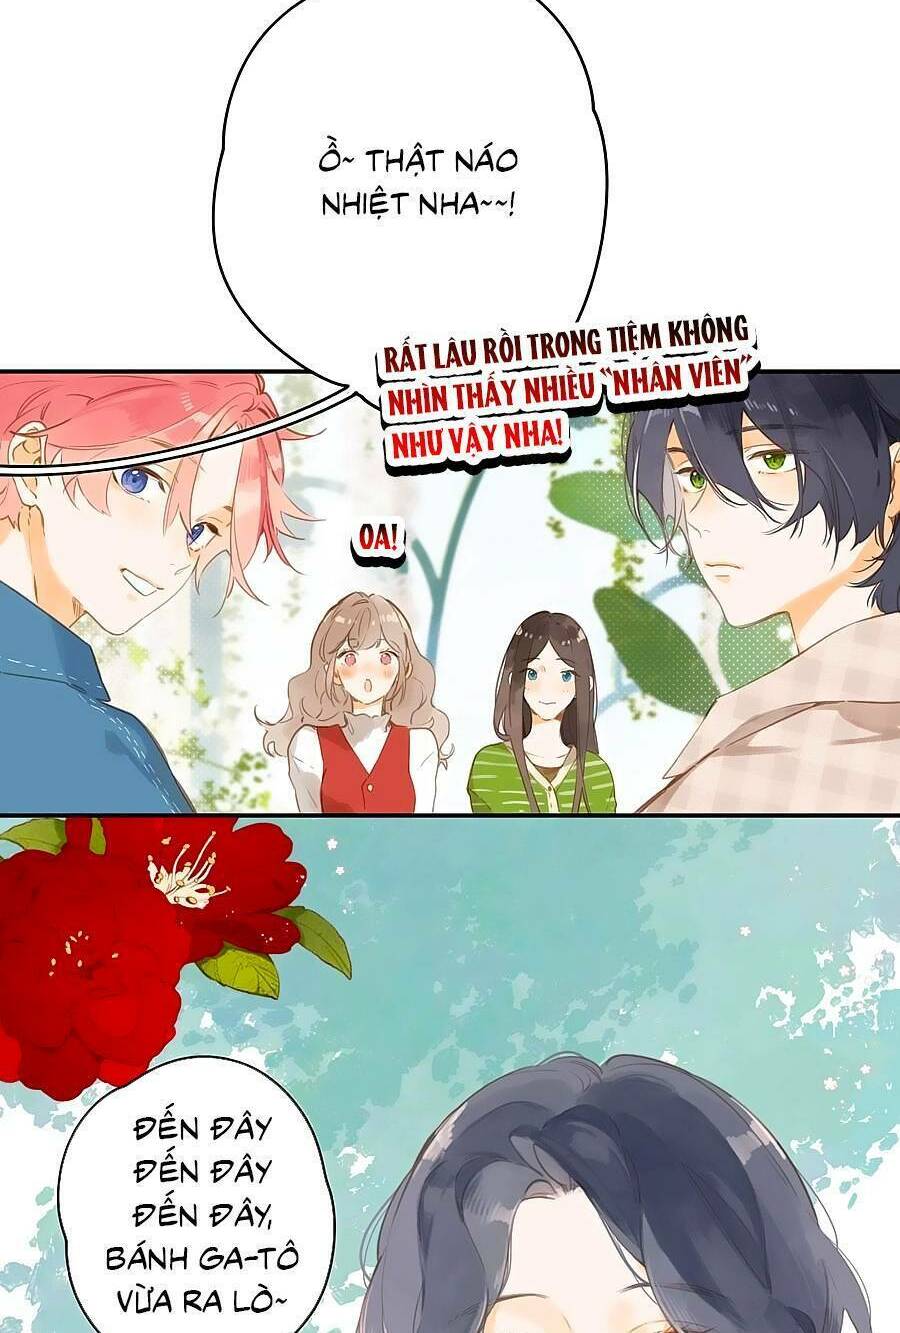 Ồ~ THẬT NÁO
NHIỆT NHA~~!
RẤT LÂU RỒI TRONG TIỆM KHÔNG
NHÌN THẤY NHIỀU "NHÂN VIÊN"
NHƯ VẬY NHA!
OA!
ĐẾN ĐÂY
ĐẾN ĐÂY
ĐẾN ĐÂY,
BÁNH GA-TÔ
VỪA RA LÒ~